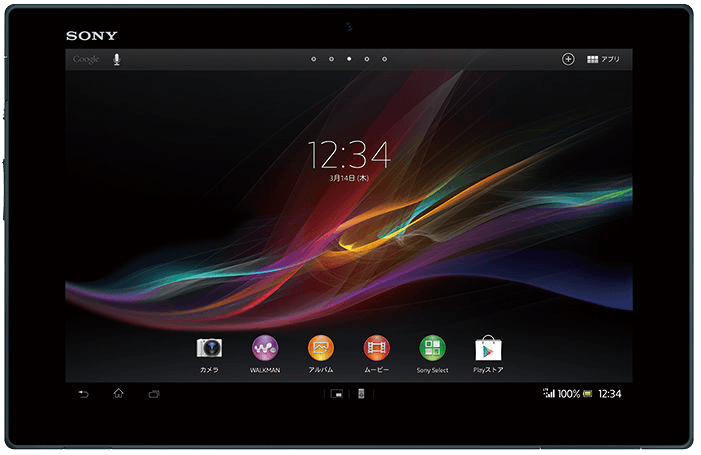 SONY
Google
アプリ
12:34
3月14日 (木)
カメラ
WALKMAN
アルバム
ムービー
Sony Select
Playストア
100%
12:34